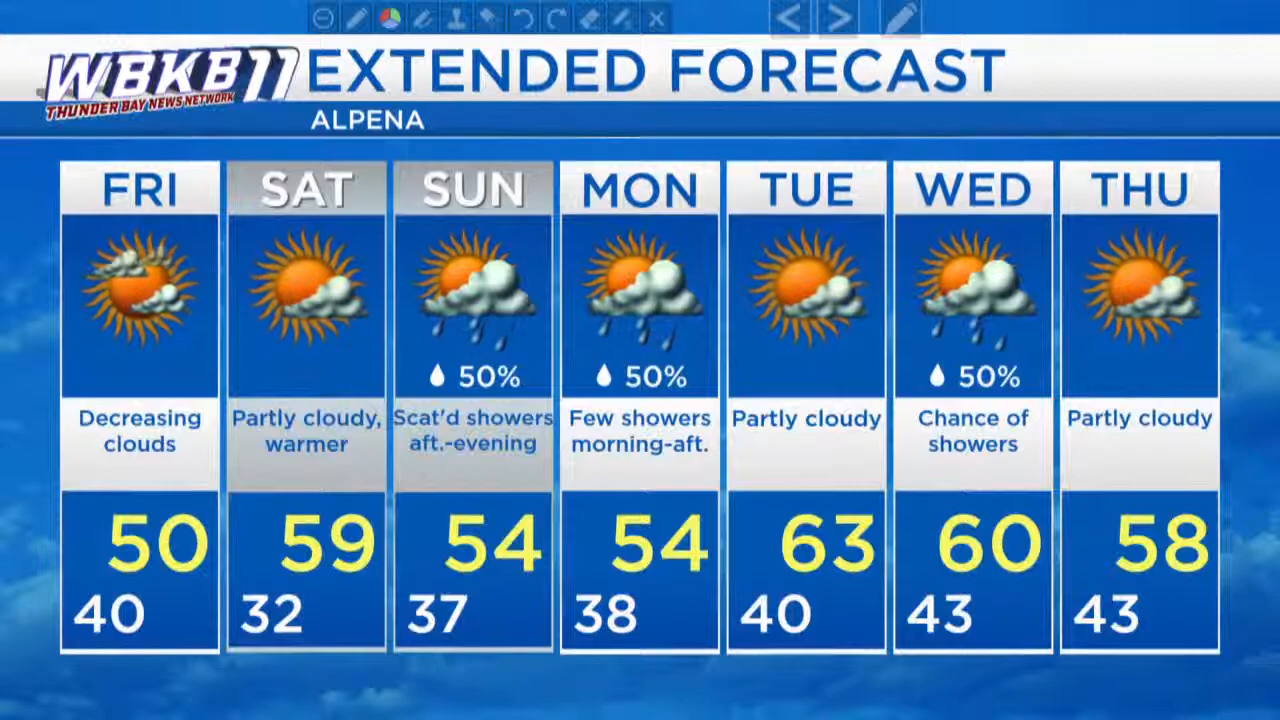 WBKB11
THUNDER BAY NEWS NETWORK
EXTENDED FORECAST
ALPENA
FRI
Decreasing
clouds
50
40
SAT
Partly cloudy,
warmer
59
32
SUN
50%
Scat'd showers
aft.-evening
54
37
MON
50%
Few showers
morning-aft.
54
38
TUE
Partly cloudy
63
40
WED
50%
Chance of
showers
60
43
THU
Partly cloudy
58
43